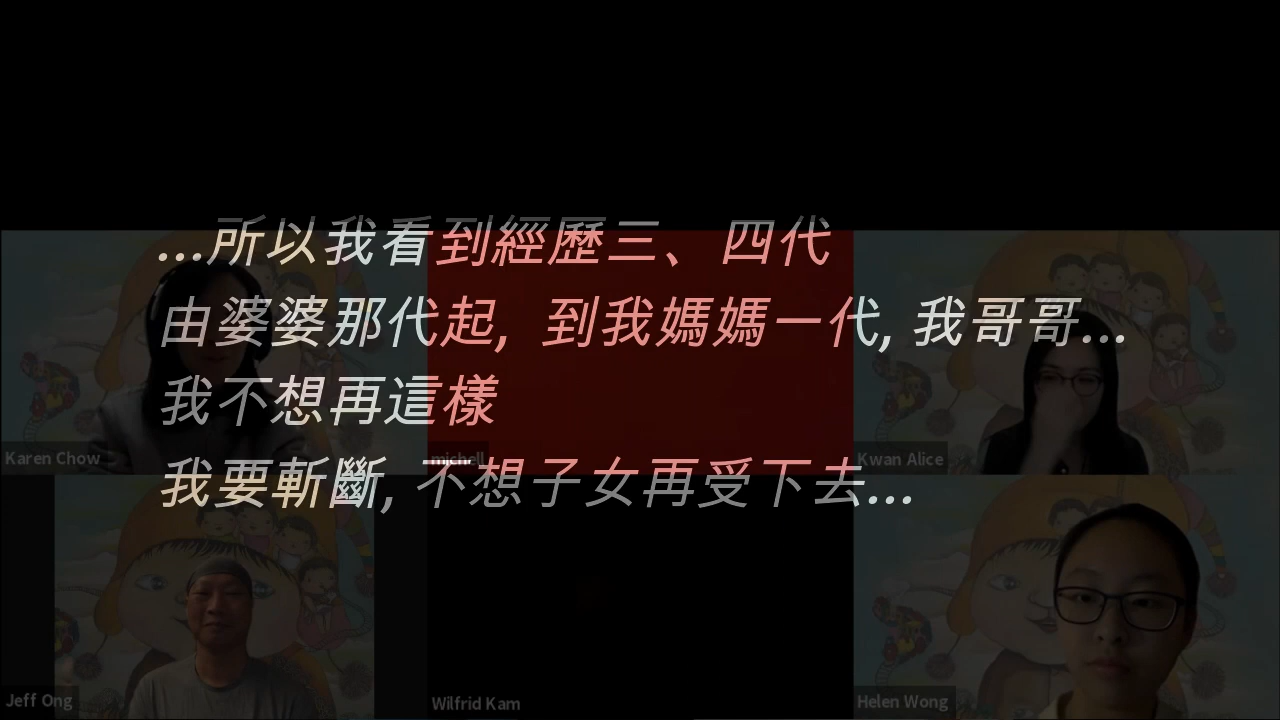 ...所以我看到經歷三、四代
由婆婆那代起, 到我媽媽一代, 我哥哥...
我不想再這樣
我要斬斷, 不想子女再受下去...
Karen Chow
michell
Kwan Alice
Jeff Ong
Wilfrid Kam
Helen Wong